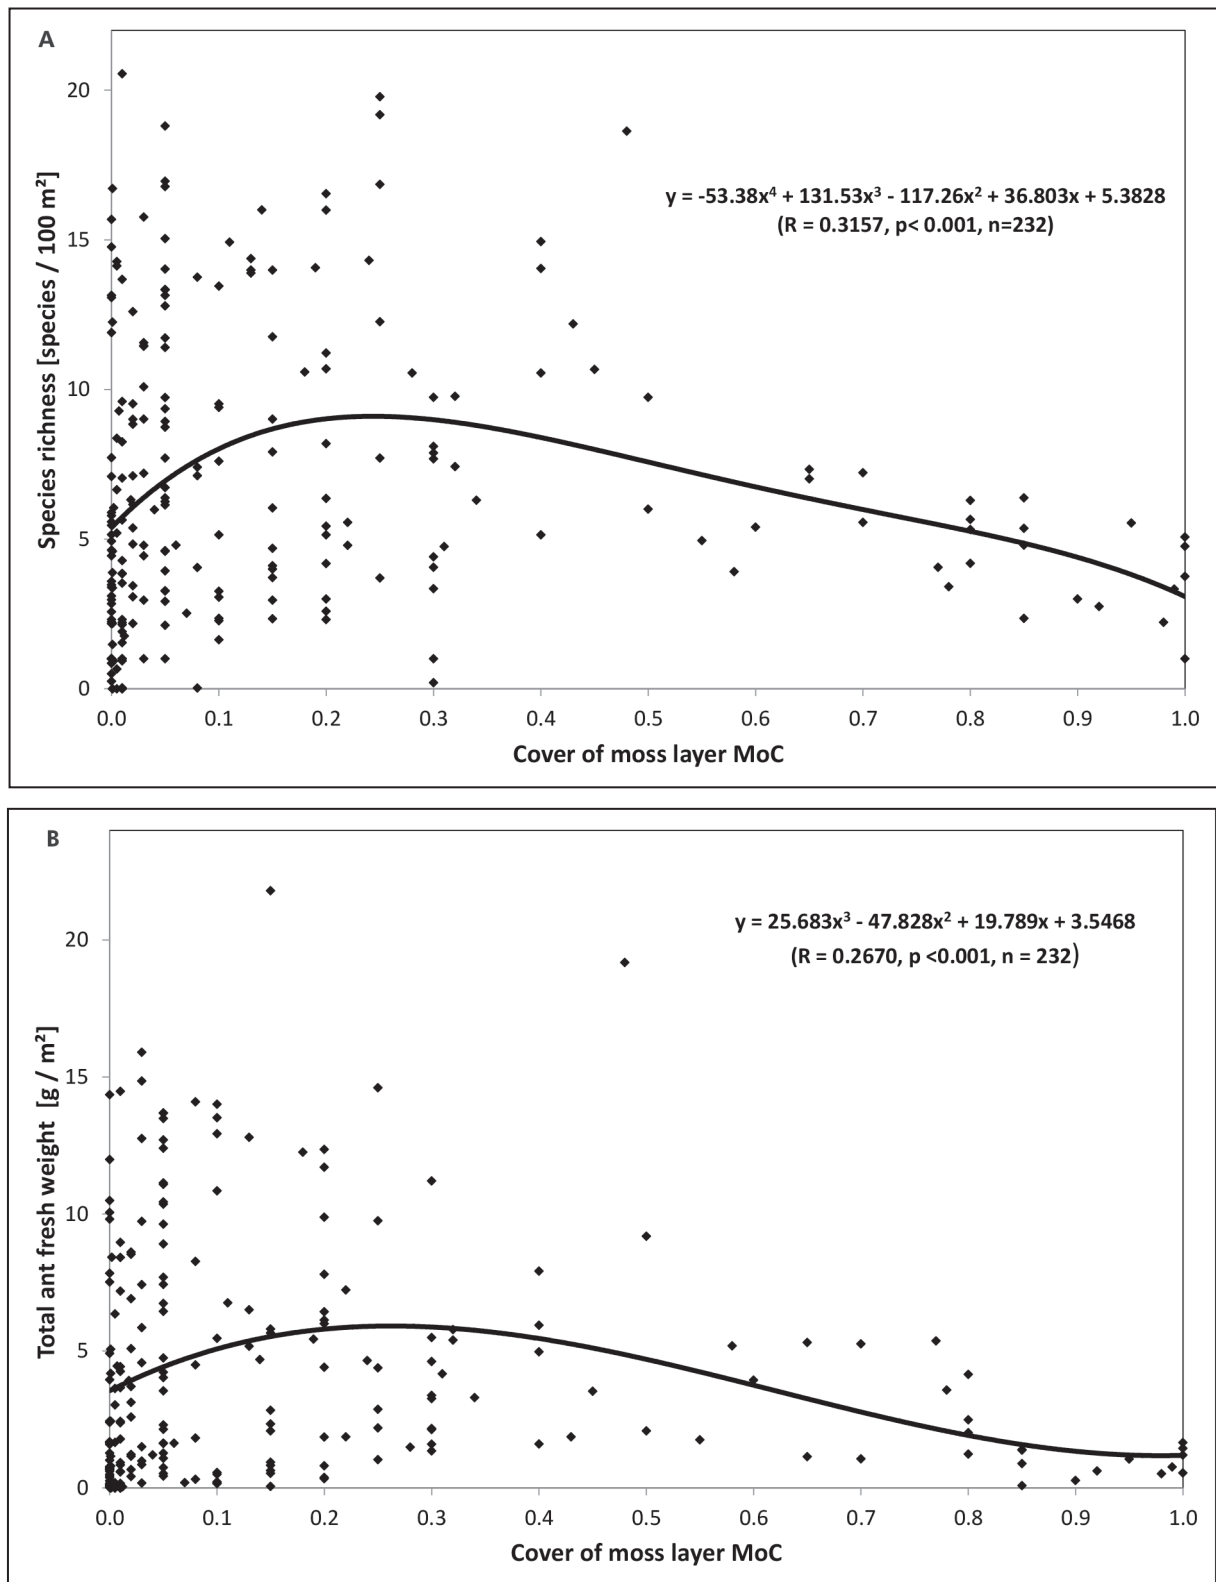 A
20
15
10
5
0
Species richness [species / 100 m²]
y = -53.38x⁴ + 131.53x³ - 117.26x² + 36.803x + 5.3828
(R = 0.3157, p< 0.001, n=232)
0.0 0.1 0.2 0.3 0.4 0.5 0.6 0.7 0.8 0.9 1.0
Cover of moss layer MoC
B
20
15
10
5
0
Total ant fresh weight [g / m²]
y = 25.683x³ - 47.828x² + 19.789x + 3.5468
(R = 0.2670, p <0.001, n = 232)
0.0 0.1 0.2 0.3 0.4 0.5 0.6 0.7 0.8 0.9 1.0
Cover of moss layer MoC